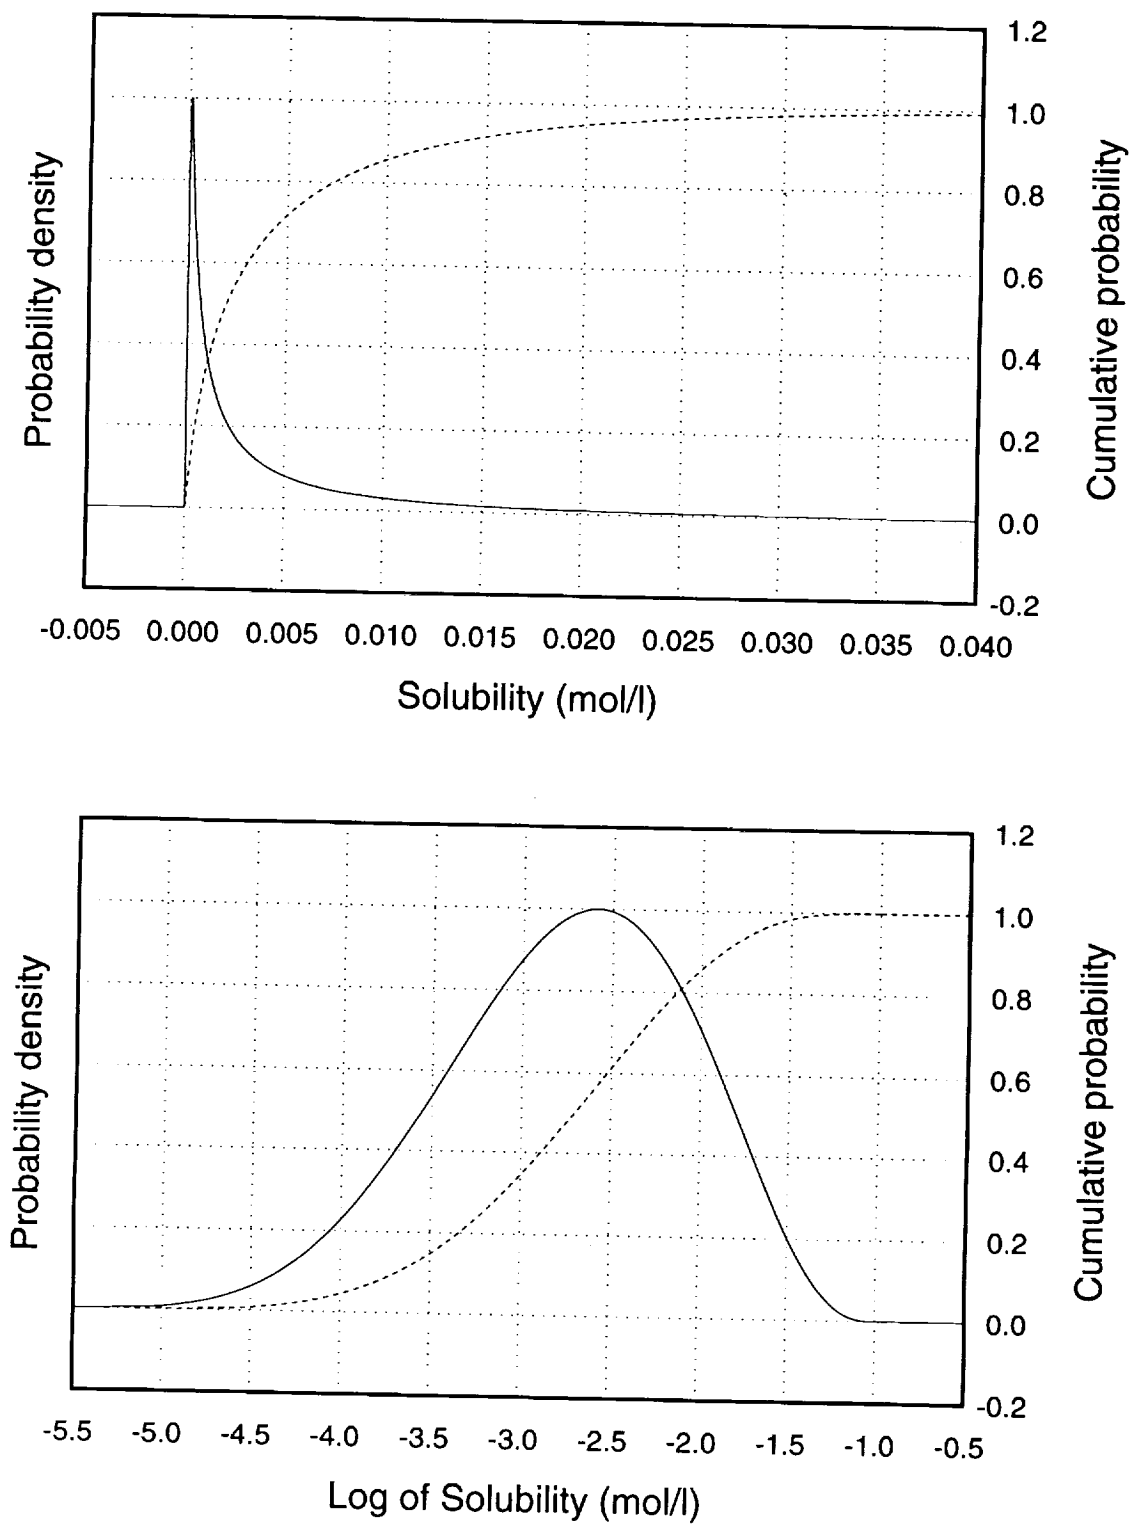 1.2
1.0
0.8
0.6
0.4
0.2
0.0
-0.2
Probability density
Cumulative probability
-0.005 0.000 0.005 0.010 0.015 0.020 0.025 0.030 0.035 0.040
Solubility (mol/l)
1.2
1.0
0.8
0.6
0.4
0.2
0.0
-0.2
Probability density
Cumulative probability
-5.5 -5.0 -4.5 -4.0 -3.5 -3.0 -2.5 -2.0 -1.5 -1.0 -0.5
Log of Solubility (mol/l)